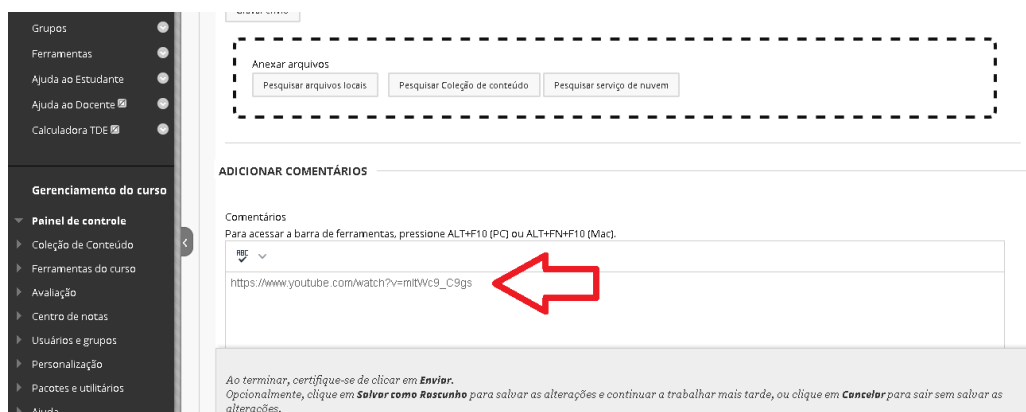 Grupos
Ferramentas
Ajuda ao Estudante
Ajuda ao Docente
Calculadora TDE
Gerenciamento do curso
Painel de controle
Coleção de Conteúdo
Ferramentas do curso
Avaliação
Centro de notas
Usuários e grupos
Personalização
Pacotes e utilitários
Ajuda
Anexar arquivos
Pesquisar arquivos locais Pesquisar Coleção de conteúdo Pesquisar serviço de nuvem
ADICIONAR COMENTÁRIOS
Comentários
Para acessar a barra de ferramentas, pressione ALT+F10 (PC) ou ALT+FN+F10 (Mac).
ABC
https://www.youtube.com/watch?v=mltWc9_C9gs
Ao terminar, certifique-se de clicar em Enviar.
Opcionalmente, clique em Salvar como Rascunho para salvar as alterações e continuar a trabalhar mais tarde, ou clique em Cancelar para sair sem salvar as
alterações.